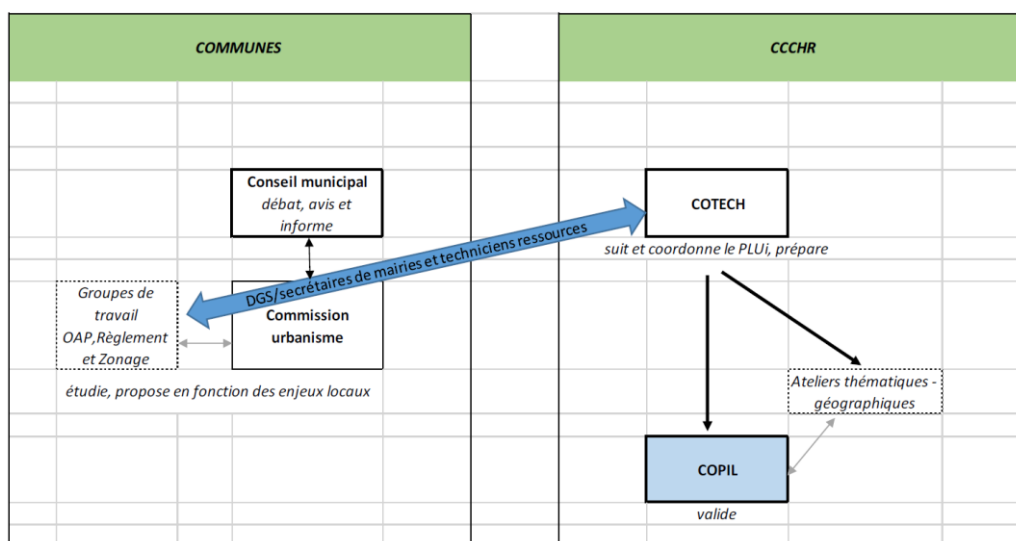 COMMUNES
CCCHR
Conseil municipal
débat, avis et
informe
COTECH
suit et coordonne le PLUi, prépare
DGS/secrétaires de mairies et techniciens ressources
Groupes de
travail
OAP,Règlement
et Zonage
Commission
urbanisme
étudie, propose en fonction des enjeux locaux
Ateliers thématiques -
géographiques
COPIL
valide